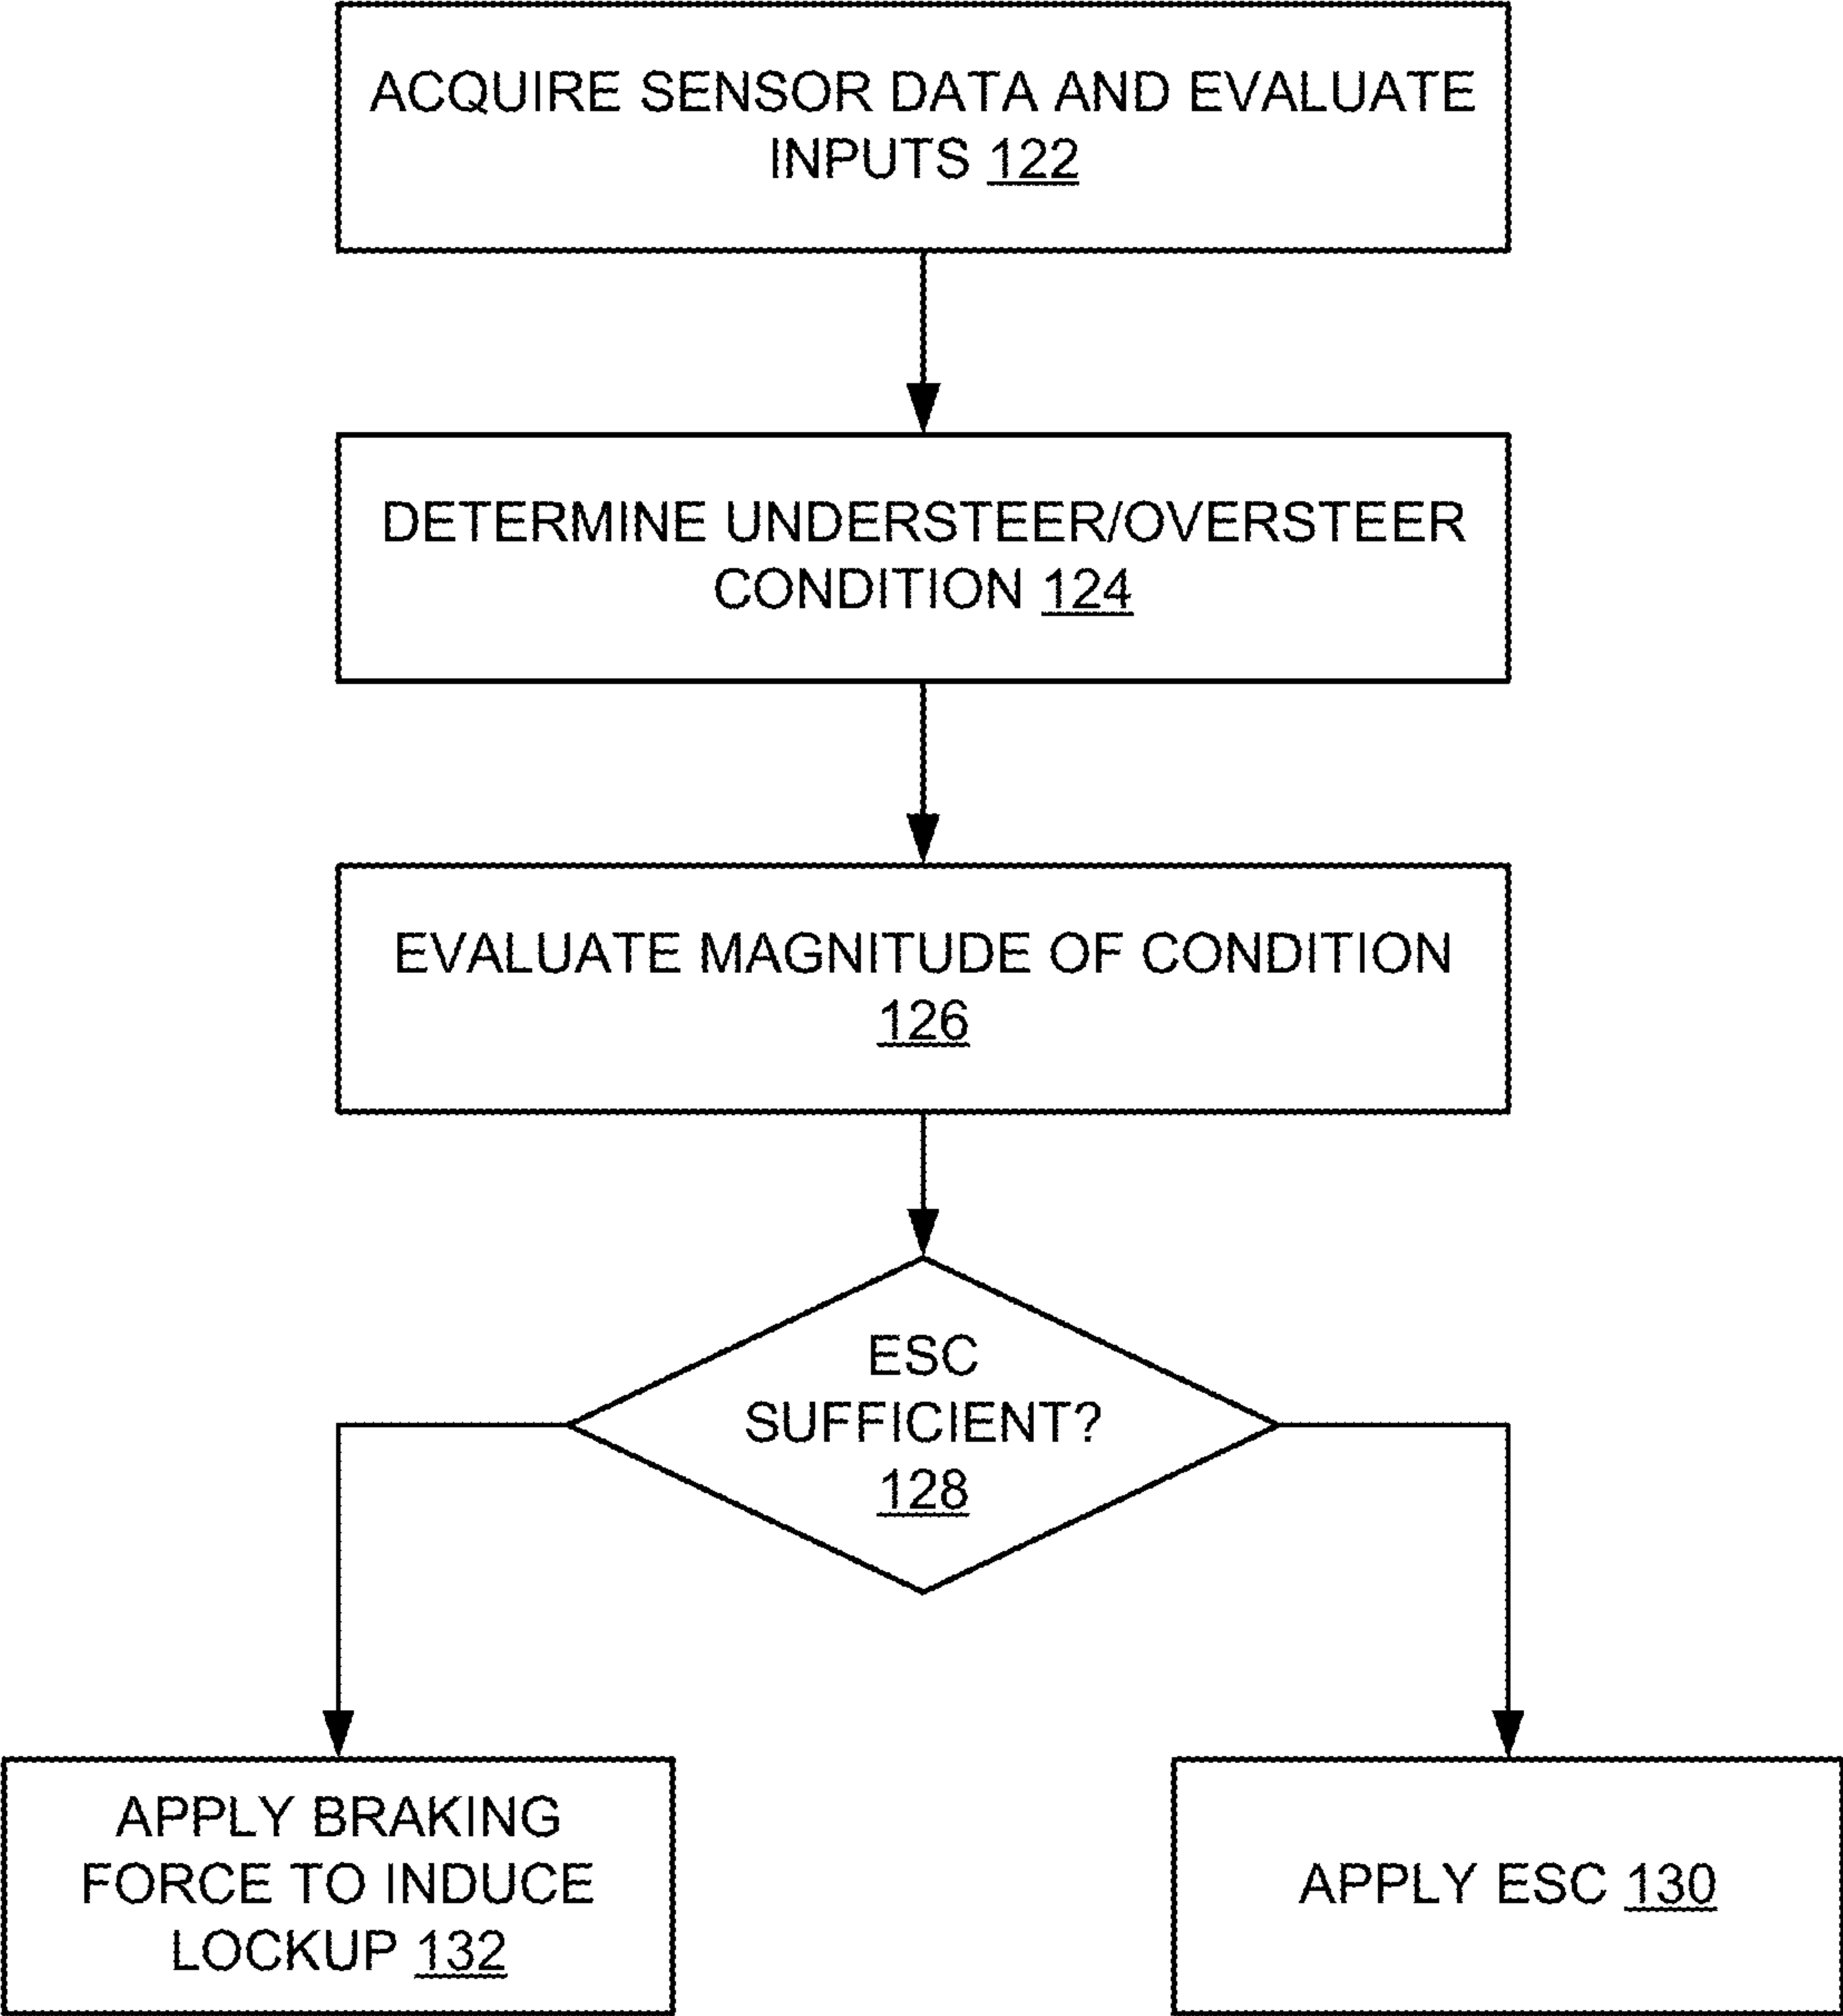 ACQUIRE SENSOR DATA AND EVALUATE
INPUTS 122
DETERMINE UNDERSTEER/OVERSTEER
CONDITION 124
EVALUATE MAGNITUDE OF CONDITION
126
ESC
SUFFICIENT?
128
APPLY BRAKING
FORCE TO INDUCE
LOCKUP 132
APPLY ESC 130